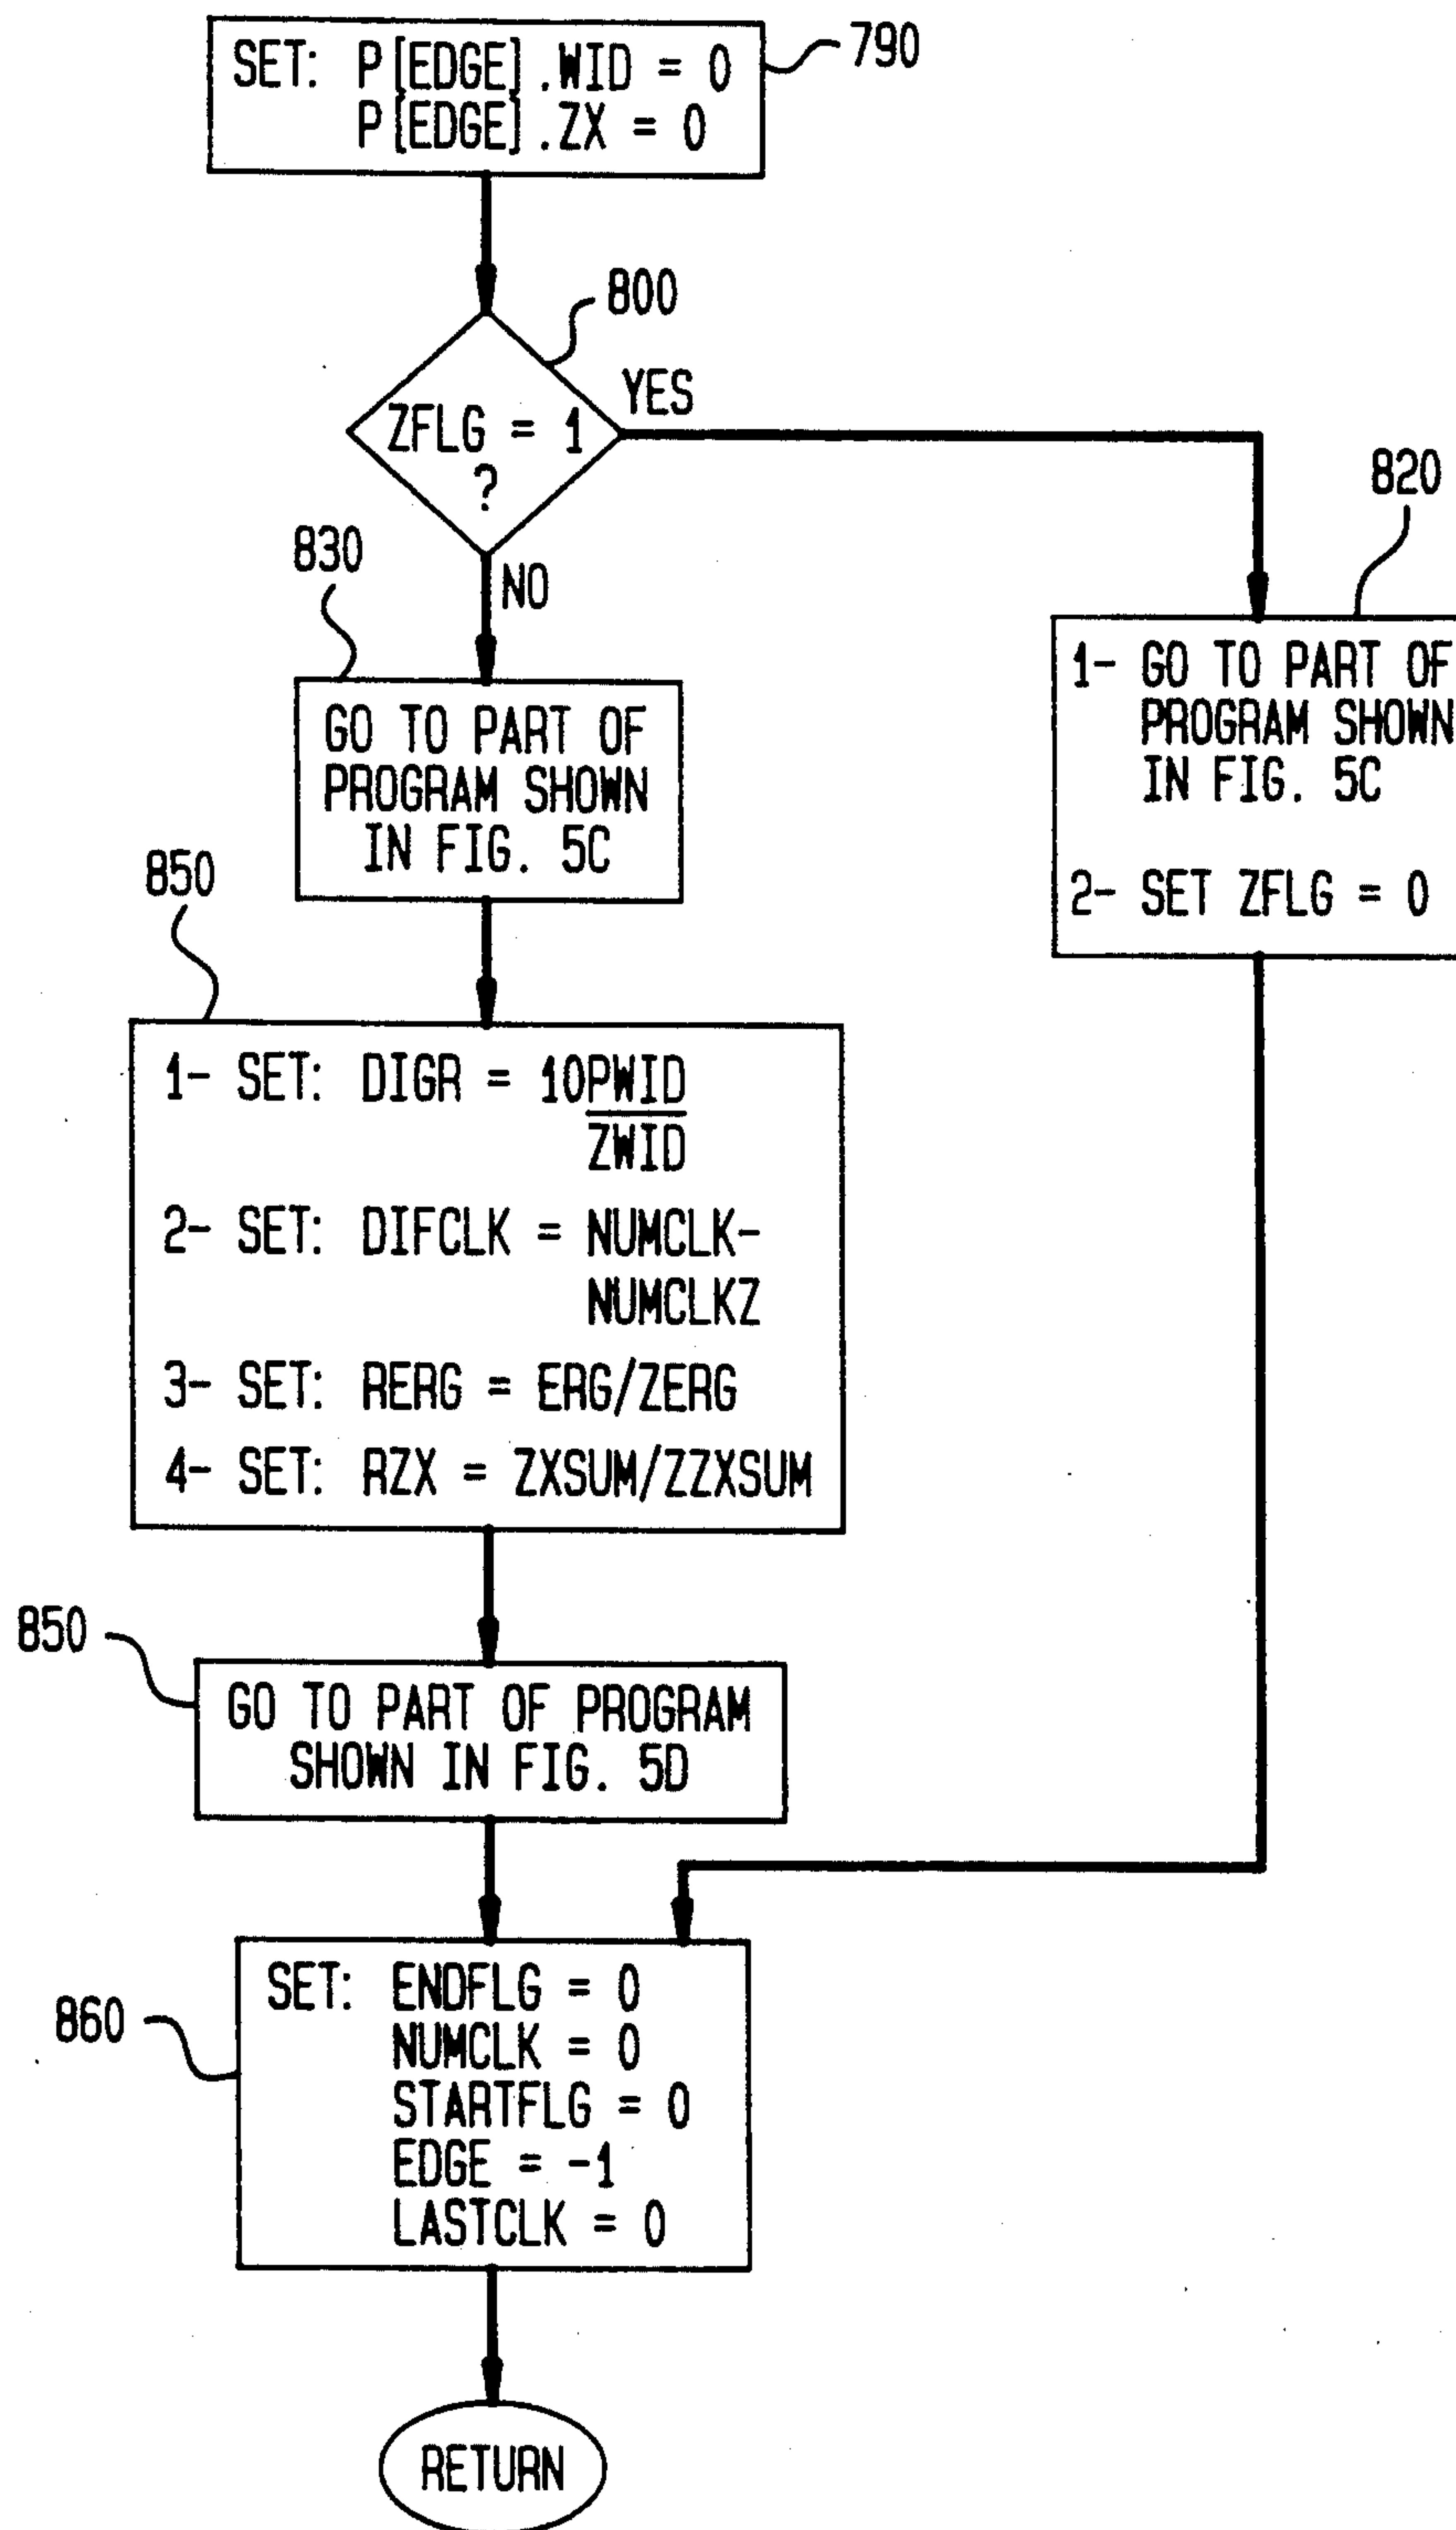 SET: P[EDGE].WID = 0
P[EDGE].ZX = 0
790
800
ZFLG = 1
?
YES
NO
820
1- GO TO PART OF
PROGRAM SHOWN
IN FIG. 5C
2- SET ZFLG = 0
830
GO TO PART OF
PROGRAM SHOWN
IN FIG. 5C
850
1- SET: DIGR = 10PWID
ZWID
2- SET: DIFCLK = NUMCLK-
NUMCLKZ
3- SET: RERG = ERG/ZERG
4- SET: RZX = ZXSUM/ZZXSUM
850
GO TO PART OF PROGRAM
SHOWN IN FIG. 5D
860
SET: ENDFLG = 0
NUMCLK = 0
STARTFLG = 0
EDGE = -1
LASTCLK = 0
RETURN